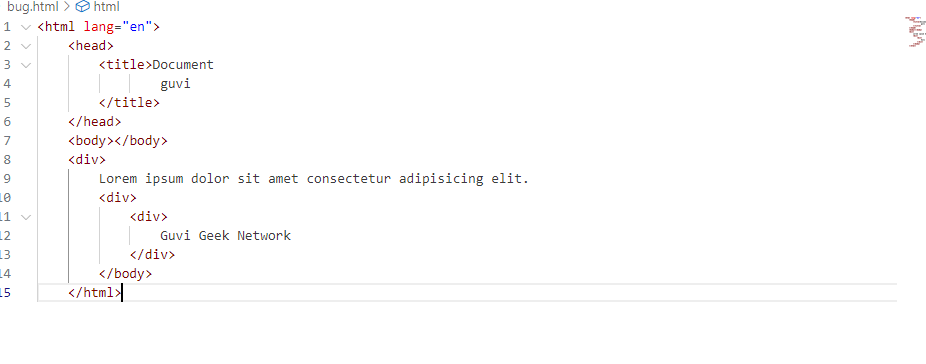 bug.html > html
1 <html lang="en">
2 <head>
3 <title>Document
4 guvi
5 </title>
6 </head>
7 <body></body>
8 <div>
9 Lorem ipsum dolor sit amet consectetur adipisicing elit.
10 <div>
11 <div>
12 Guvi Geek Network
13 </div>
14 </body>
15 </html>